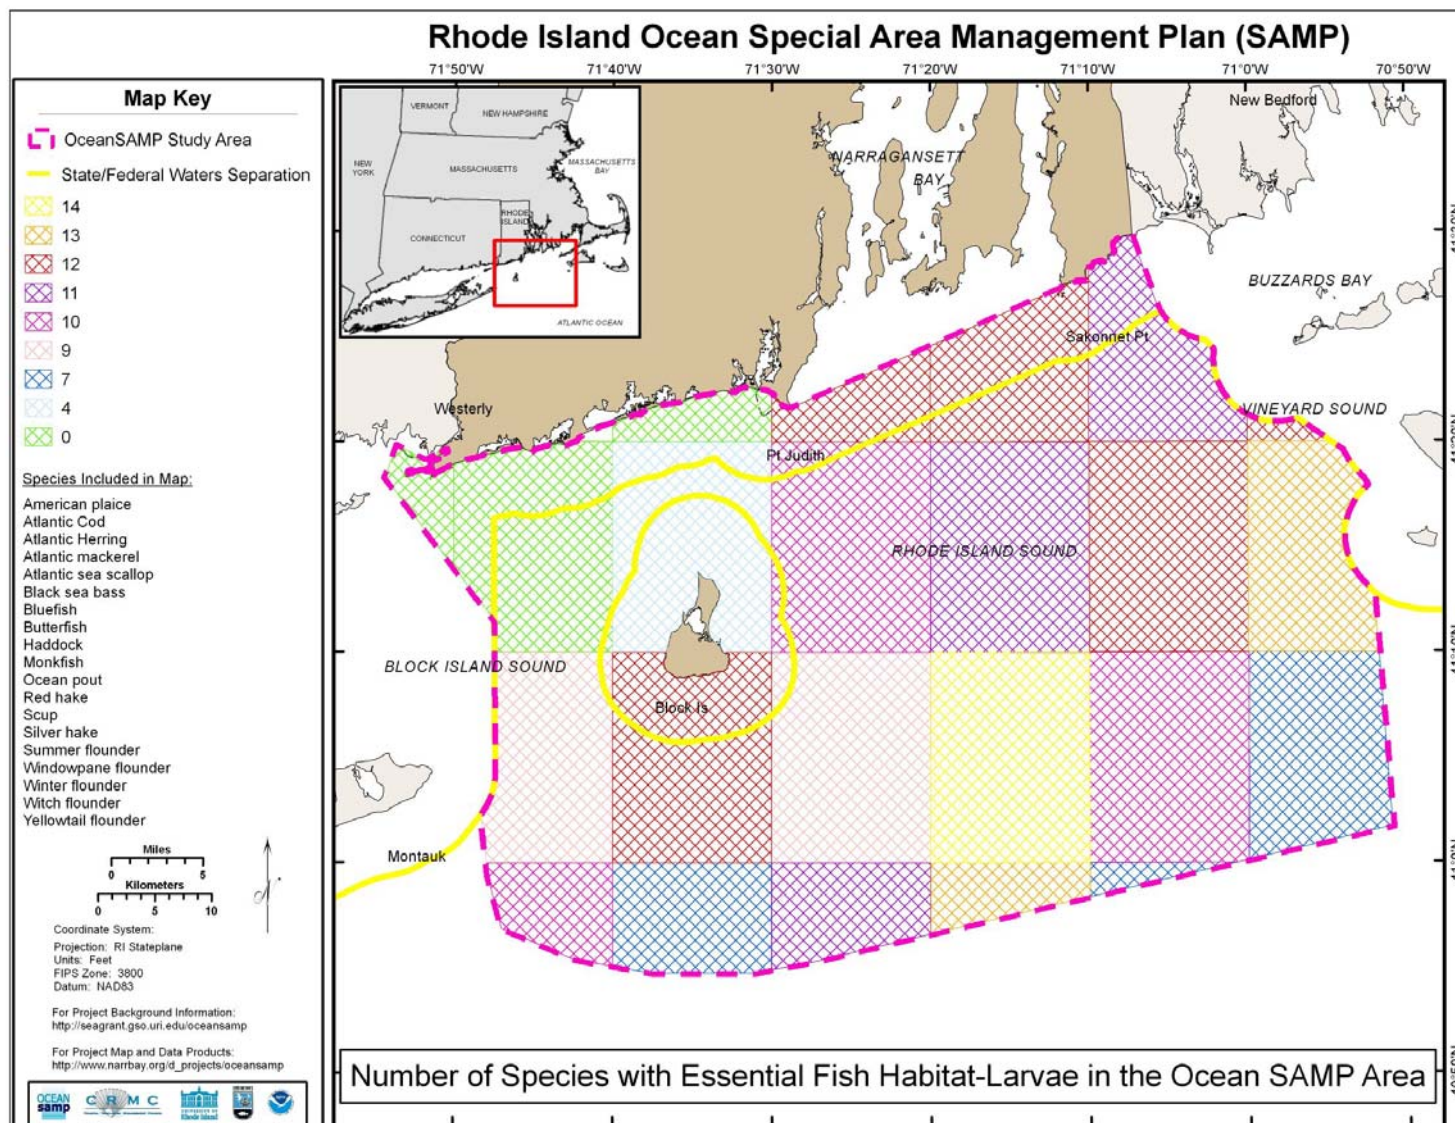 Rhode Island Ocean Special Area Management Plan (SAMP)
71°50'W 71°40'W 71°30'W 71°20'W 71°10'W 71°0'W 70°50'W
Map Key
OceanSAMP Study Area
State/Federal Waters Separation
14
13
12
11
10
9
7
4
0
Species Included in Map:
American plaice
Atlantic Cod
Atlantic Herring
Atlantic mackerel
Atlantic sea scallop
Black sea bass
Bluefish
Butterfish
Haddock
Monkfish
Ocean pout
Red hake
Scup
Silver hake
Summer flounder
Windowpane flounder
Winter flounder
Witch flounder
Yellowtail flounder
Miles
0 5
Kilometers
0 5 10
Coordinate System:
Projection: RI Stateplane
Units: Feet
FIPS Zone: 3800
Datum: NAD83
For Project Background Information:
http://seagrant.gso.uri.edu/oceansamp
For Project Map and Data Products:
http://www.narrbay.org/d_projects/oceansamp
OCEAN
samp
C R M C
VERMONT
NEW HAMPSHIRE
NEW
YORK
MASSACHUSETTS
MASSACHUSETTS
BAY
CONNECTICUT
RHODE
ISLAND
ATLANTIC OCEAN
New Bedford
NARRAGANSETT
BAY
BUZZARDS BAY
Sakonnet Pt
Westerly
VINEYARD SOUND
Pt Judith
RHODE ISLAND SOUND
BLOCK ISLAND SOUND
Block Is
Montauk
41°10'N
41°0'N
Number of Species with Essential Fish Habitat-Larvae in the Ocean SAMP Area